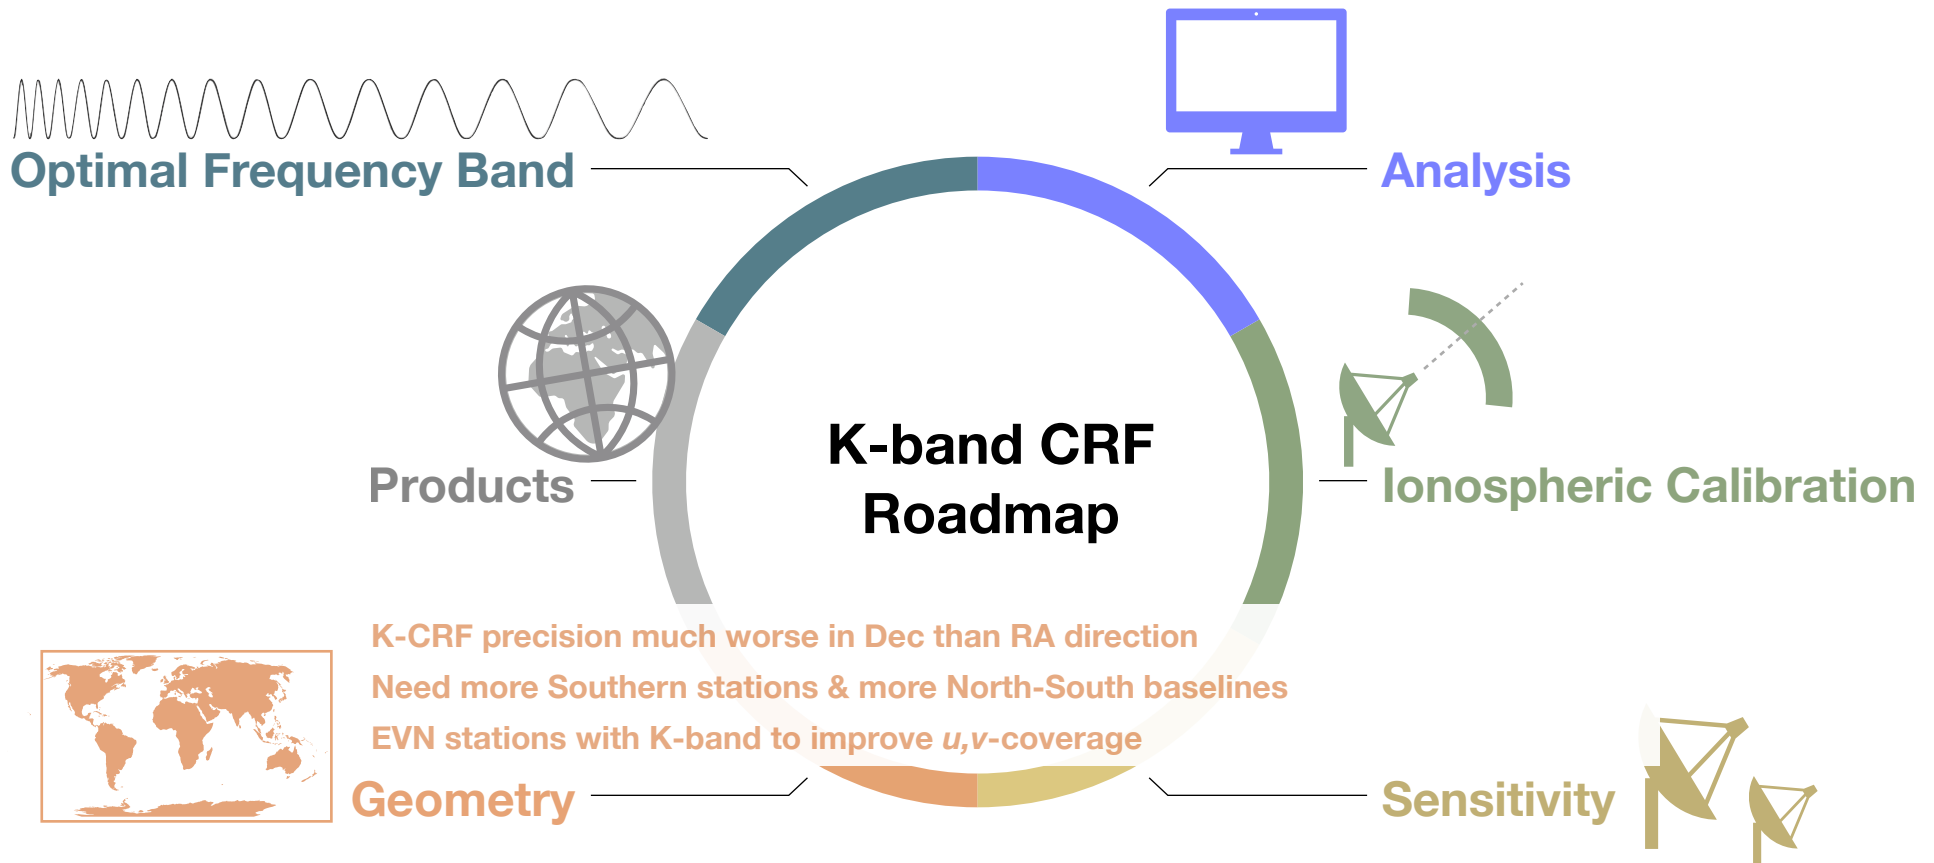 Optimal Frequency Band
Analysis
Products
K-band CRF
Roadmap
Ionospheric Calibration
K-CRF precision much worse in Dec than RA direction
Need more Southern stations & more North-South baselines
EVN stations with K-band to improve u,v-coverage
Geometry
Sensitivity